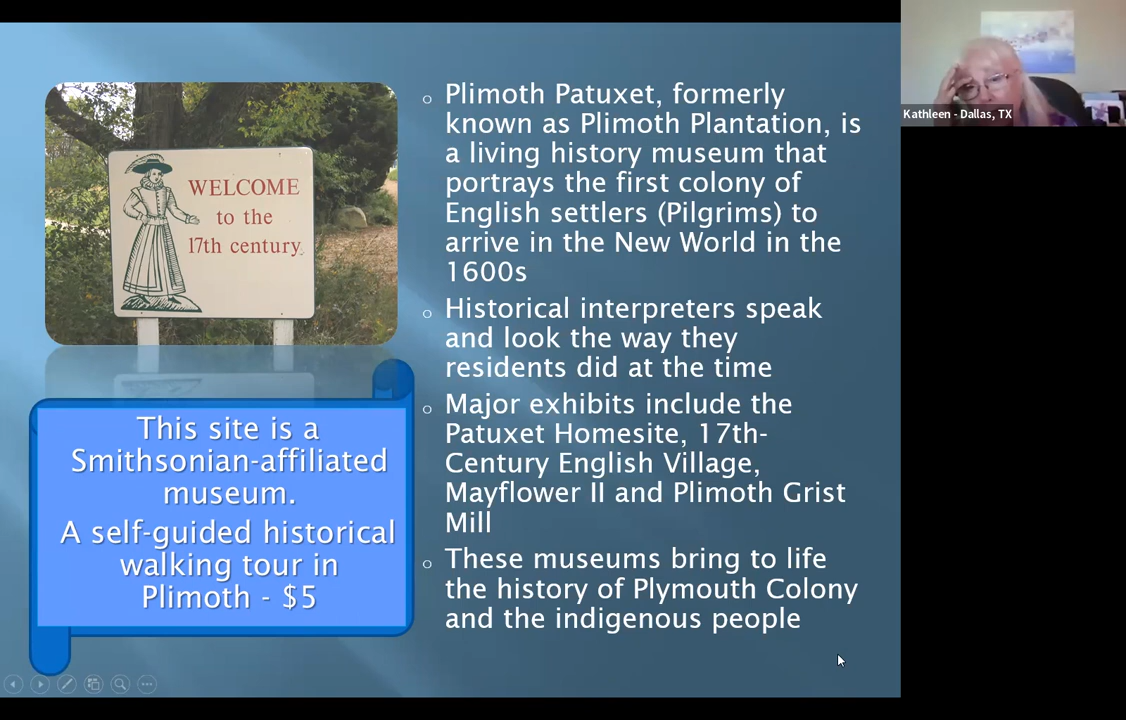 WELCOME
to the
17th century.
This site is a
Smithsonian-affiliated
museum.
A self-guided historical
walking tour in
Plimoth - $5
Plimoth Patuxet, formerly
known as Plimoth Plantation, is
a living history museum that
portrays the first colony of
English settlers (Pilgrims) to
arrive in the New World in the
1600s
Historical interpreters speak
and look the way they
residents did at the time
Major exhibits include the
Patuxet Homesite, 17th-
Century English Village,
Mayflower II and Plimoth Grist
Mill
These museums bring to life
the history of Plymouth Colony
and the indigenous people
Kathleen - Dallas, TX